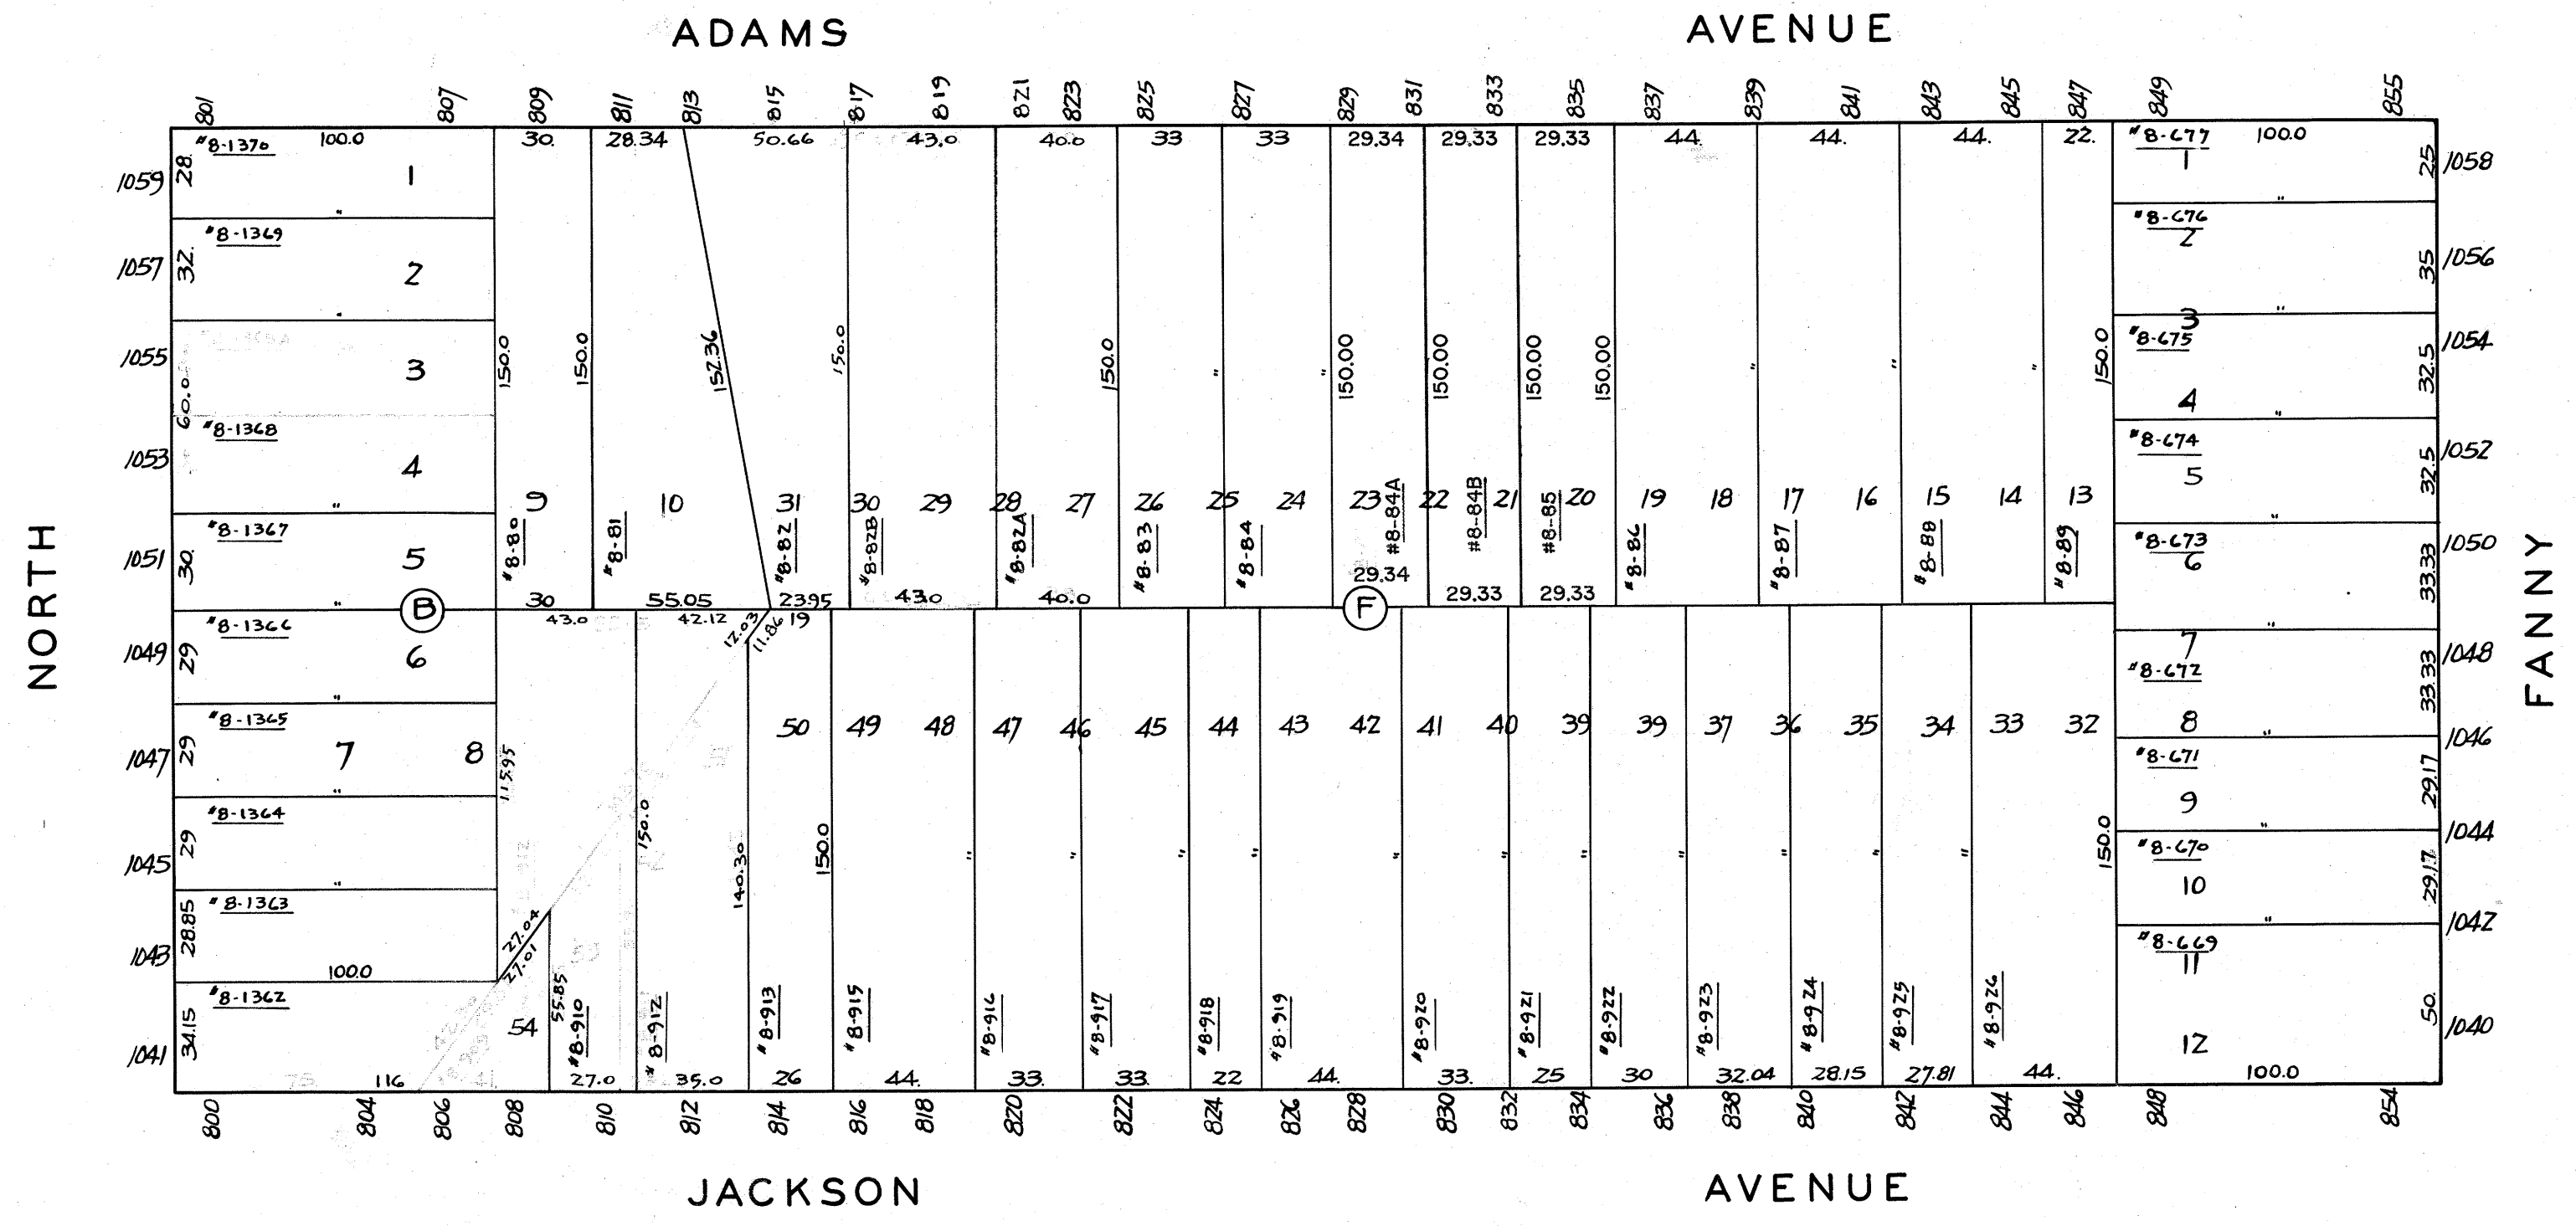 ADAMS AVENUE
801 807 809 811 813 815 817 819 821 823 825 827 829 831 833 835 837 839 841 843 845 847 849 855
#8-1370 100.0 30. 28.34 50.66 43.0 40.0 33 33 29.34 29.33 29.33 44. 44. 44. 22. #8-677 100.0
1059 28. 1 1 25 1058
" "
#8-1369 #8-676
1057 32. 2 2 35 1056
" "
3
#8-675
1055 60.0 3 150.0 150.0 152.36 150.0 150.0 " " 150.00 150.00 150.00 150.00 " " " 150.0 32.5 1054
4
"
#8-1368 #8-674
1053 4 5 32.5 1052
" "
9 10 31 30 29 28 27 26 25 24 23 22 21 20 19 18 17 16 15 14 13
#8-80 #8-81 #8-82 #8-82B #8-82A #8-83 #8-84 #8-84A #8-84B #8-85 #8-86 #8-87 #8-88 #8-89
#8-1367 #8-673
1051 30. 5 6 33.33 1050
29.34
" 30 55.05 23.95 43.0 40.0 29.33 29.33
B F
#8-1366 43.0 42.12 12.03 11.86 19 "
1049 29 6 7 33.33 1048
#8-672
"
#8-1365
50 49 48 47 46 45 44 43 42 41 40 39 39 37 36 35 34 33 32
8
1047 29 7 8 115.95 " 1046
#8-671
" 9 29.17
#8-1364
1045 29 150.0 140.30 150.0 " " " " " " " " " " " 150.0 " 1044
#8-670
" 10 29.17
#8-1363 "
1043 28.85 27.04 27.01 1042
#8-669
100.0 11
#8-1362
1041 34.15 54 55.85 12 50. 1040
#8-910 #8-912 #8-913 #8-915 #8-916 #8-917 #8-918 #8-919 #8-920 #8-921 #8-922 #8-923 #8-924 #8-925 #8-926
116 27.0 35.0 26 44. 33. 33. 22 44. 33. 25 30 32.04 28.15 27.81 44. 100.0
800 804 806 808 810 812 814 816 818 820 822 824 826 828 830 832 834 836 838 840 842 844 846 848 854
JACKSON AVENUE
NORTH
FANNY